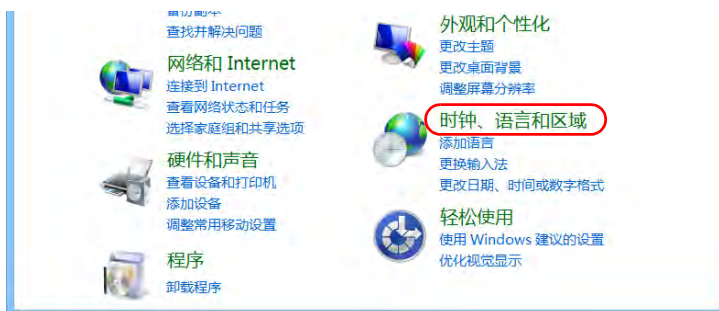 查找并解决问题
网络和 Internet
连接到 Internet
查看网络状态和任务
选择家庭组和共享选项
硬件和声音
查看设备和打印机
添加设备
调整常用移动设置
程序
卸载程序
外观和个性化
更改主题
更改桌面背景
调整屏幕分辨率
时钟、语言和区域
添加语言
更换输入法
更改日期、时间或数字格式
轻松使用
使用 Windows 建议的设置
优化视觉显示